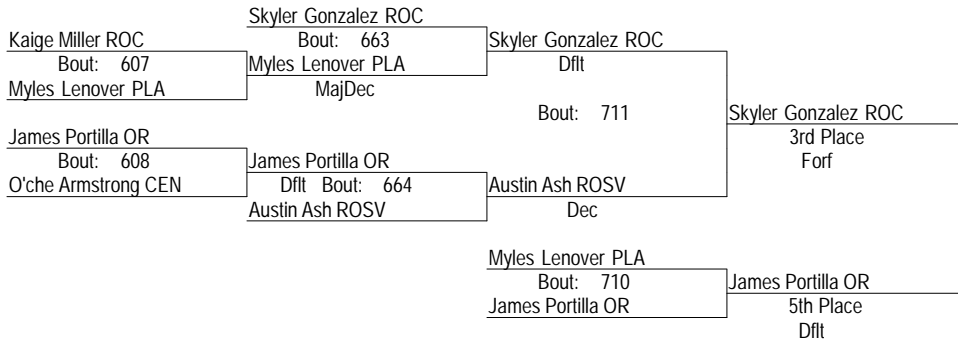 Skyler Gonzalez ROC
Kaige Miller ROC
Bout: 663
Skyler Gonzalez ROC
Bout: 607
Myles Lenover PLA
Dflt
Myles Lenover PLA
MajDec
Bout: 711
Skyler Gonzalez ROC
James Portilla OR
3rd Place
Bout: 608
James Portilla OR
Forf
O'che Armstrong CEN
Dflt Bout: 664
Austin Ash ROSV
Austin Ash ROSV
Dec
Myles Lenover PLA
Bout: 710
James Portilla OR
James Portilla OR
5th Place
Dflt